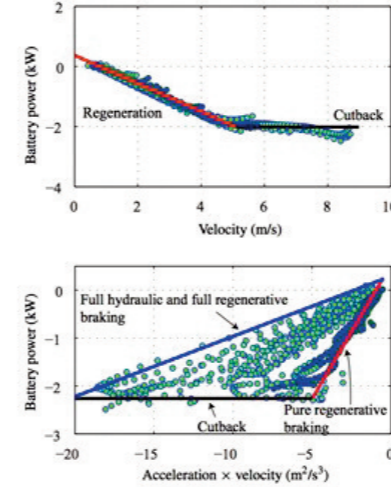 2
0
−2
−4
Battery power (kW)
Regeneration
Cutback
0 2 4 6 8 10
Velocity (m/s)
0
−1
−2
−3
Battery power (kW)
Full hydraulic and full regenerative
braking
Pure regenerative
braking
Cutback
−20 −15 −10 −5 0
Acceleration × velocity (m²/s³)